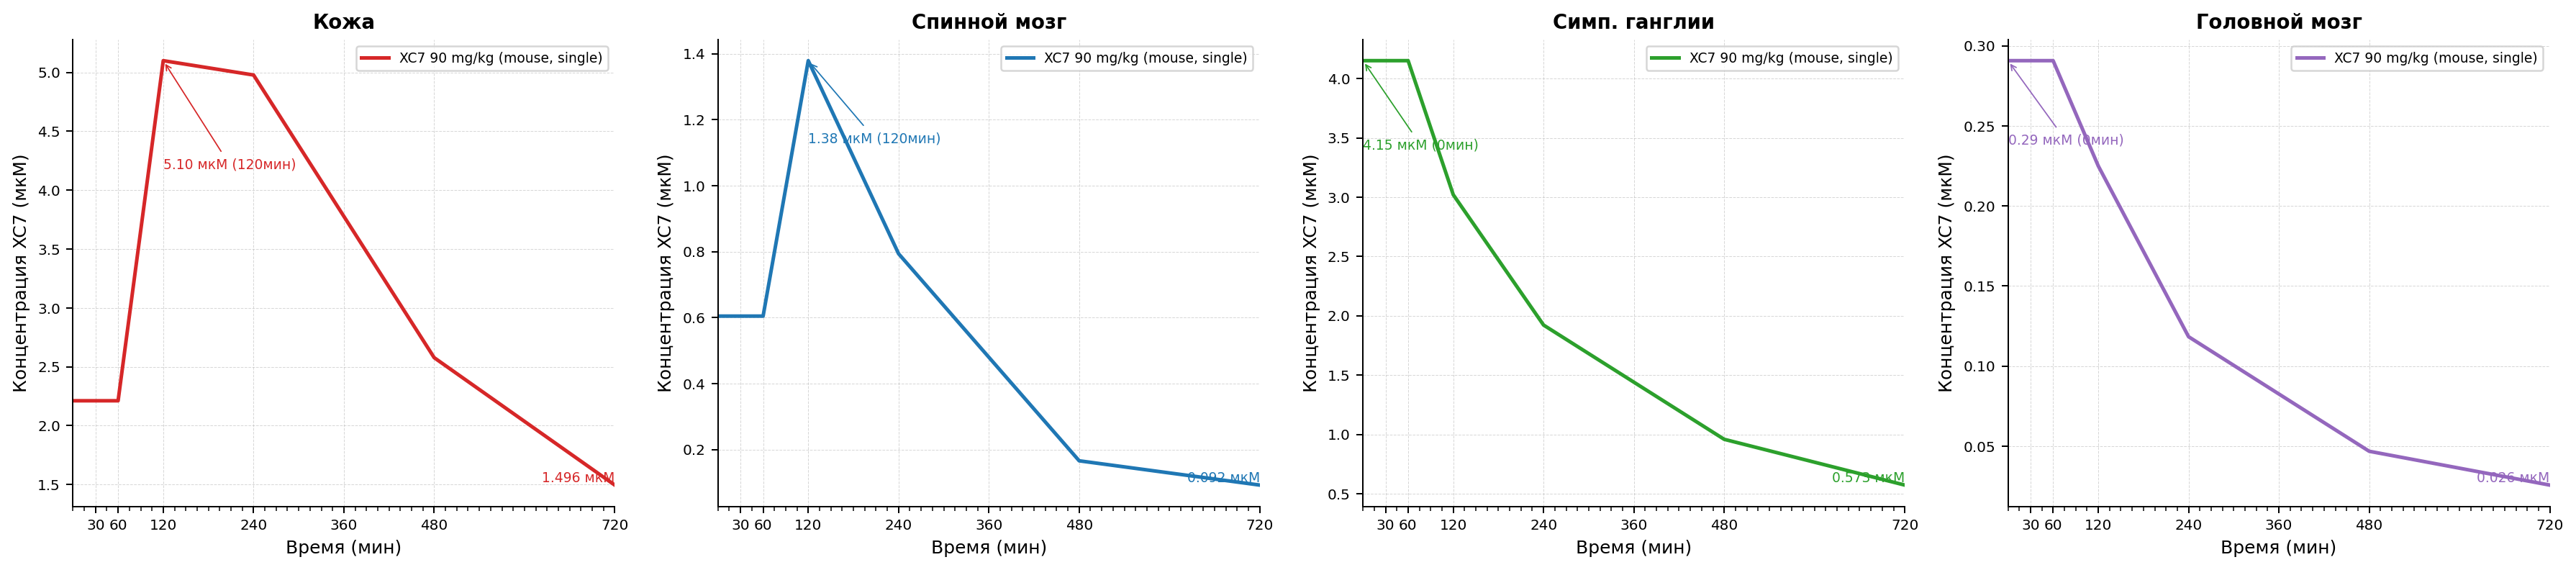 Кожа
XC7 90 mg/kg (mouse, single)
Концентрация XC7 (мкМ)
5.0
4.5
4.0
3.5
3.0
2.5
2.0
1.5
5.10 мкМ (120мин)
1.496 мкМ
30 60 120 240 360 480 720
Время (мин)
Спинной мозг
XC7 90 mg/kg (mouse, single)
Концентрация XC7 (мкМ)
1.4
1.2
1.0
0.8
0.6
0.4
0.2
1.38 мкМ (120мин)
0.092 мкМ
30 60 120 240 360 480 720
Время (мин)
Симп. ганглии
XC7 90 mg/kg (mouse, single)
Концентрация XC7 (мкМ)
4.0
3.5
3.0
2.5
2.0
1.5
1.0
0.5
4.15 мкМ (0мин)
0.573 мкМ
30 60 120 240 360 480 720
Время (мин)
Головной мозг
XC7 90 mg/kg (mouse, single)
Концентрация XC7 (мкМ)
0.30
0.25
0.20
0.15
0.10
0.05
0.29 мкМ (0мин)
0.026 мкМ
30 60 120 240 360 480 720
Время (мин)